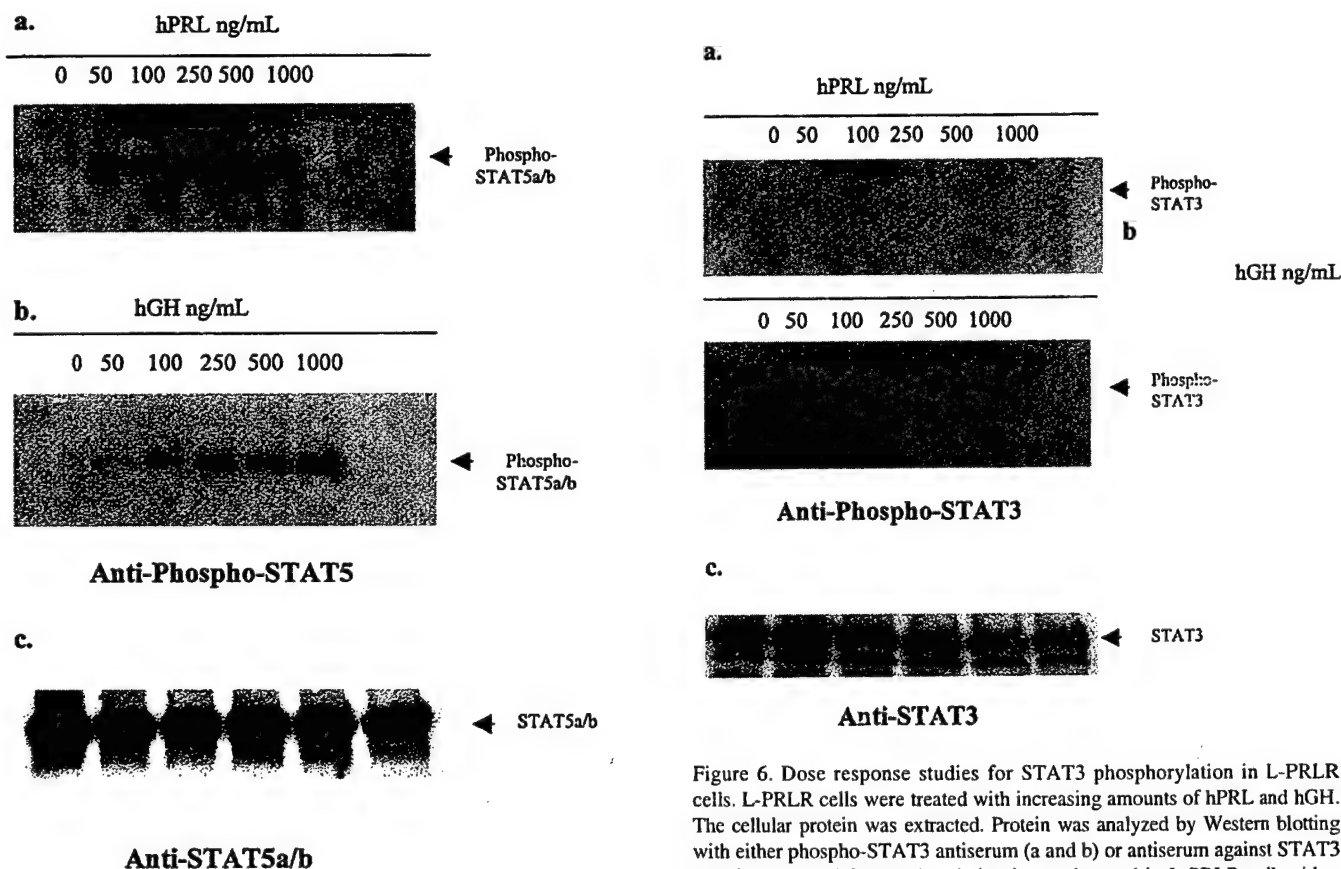 a.
hPRL ng/mL
0 50 100 250 500 1000
Phospho-
STAT5a/b
b.
hGH ng/mL
0 50 100 250 500 1000
Phospho-
STAT5a/b
Anti-Phospho-STAT5
c.
STAT5a/b
Anti-STAT5a/b
a.
hPRL ng/mL
0 50 100 250 500 1000
Phospho-
STAT3
b
hGH ng/mL
0 50 100 250 500 1000
Phospho-
STAT3
Anti-Phospho-STAT3
c.
STAT3
Anti-STAT3
Figure 6. Dose response studies for STAT3 phosphorylation in L-PRLR
cells. L-PRLR cells were treated with increasing amounts of hPRL and hGH.
The cellular protein was extracted. Protein was analyzed by Western blotting
with either phospho-STAT3 antiserum (a and b) or antiserum against STAT3